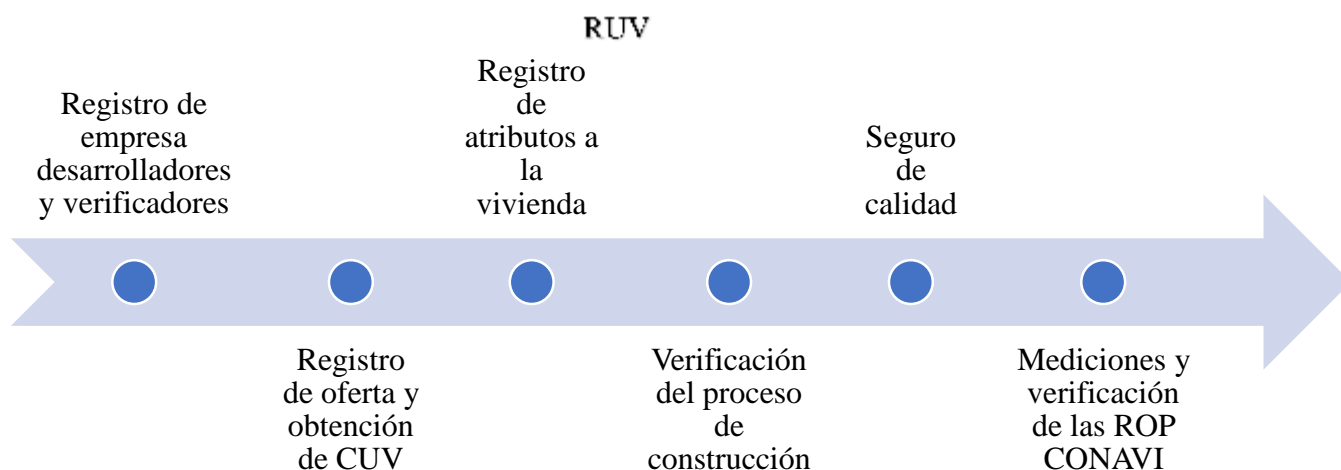 RUV
Registro de
empresa
desarrolladores
y verificadores
Registro
de oferta y
obtención
de CUV
Registro
de
atributos a
la
vivienda
Verificación
del proceso
de
construcción
Seguro
de
calidad
Mediciones y
verificación
de las ROP
CONAVI